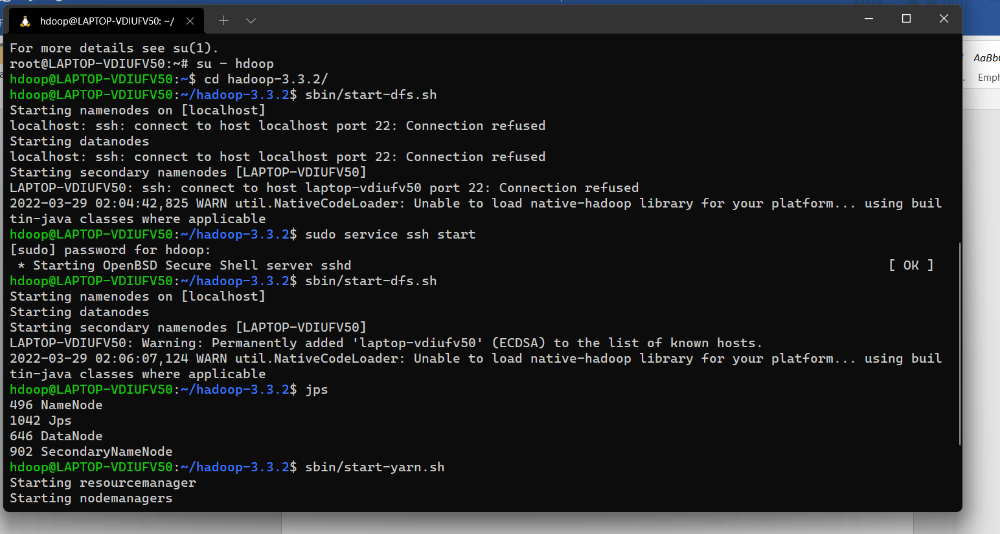 hdoop@LAPTOP-VDIUFV50: ~/
For more details see su(1).
root@LAPTOP-VDIUFV50:~# su - hdoop
hdoop@LAPTOP-VDIUFV50:~$ cd hadoop-3.3.2/
hdoop@LAPTOP-VDIUFV50:~/hadoop-3.3.2$ sbin/start-dfs.sh
Starting namenodes on [localhost]
localhost: ssh: connect to host localhost port 22: Connection refused
Starting datanodes
localhost: ssh: connect to host localhost port 22: Connection refused
Starting secondary namenodes [LAPTOP-VDIUFV50]
LAPTOP-VDIUFV50: ssh: connect to host laptop-vdiufv50 port 22: Connection refused
2022-03-29 02:04:42,825 WARN util.NativeCodeLoader: Unable to load native-hadoop library for your platform... using buil
tin-java classes where applicable
hdoop@LAPTOP-VDIUFV50:~/hadoop-3.3.2$ sudo service ssh start
[sudo] password for hdoop:
 * Starting OpenBSD Secure Shell server sshd [ OK ]
hdoop@LAPTOP-VDIUFV50:~/hadoop-3.3.2$ sbin/start-dfs.sh
Starting namenodes on [localhost]
Starting datanodes
Starting secondary namenodes [LAPTOP-VDIUFV50]
LAPTOP-VDIUFV50: Warning: Permanently added 'laptop-vdiufv50' (ECDSA) to the list of known hosts.
2022-03-29 02:06:07,124 WARN util.NativeCodeLoader: Unable to load native-hadoop library for your platform... using buil
tin-java classes where applicable
hdoop@LAPTOP-VDIUFV50:~/hadoop-3.3.2$ jps
496 NameNode
1042 Jps
646 DataNode
902 SecondaryNameNode
hdoop@LAPTOP-VDIUFV50:~/hadoop-3.3.2$ sbin/start-yarn.sh
Starting resourcemanager
Starting nodemanagers
AaBb
Emph